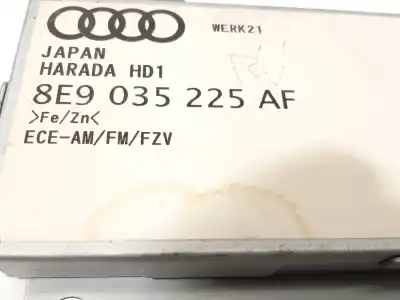 WERK21
JAPAN
HARADA HD1
8E9 035 225 AF
>Fe/Zn<
ECE-AM/FM/FZV